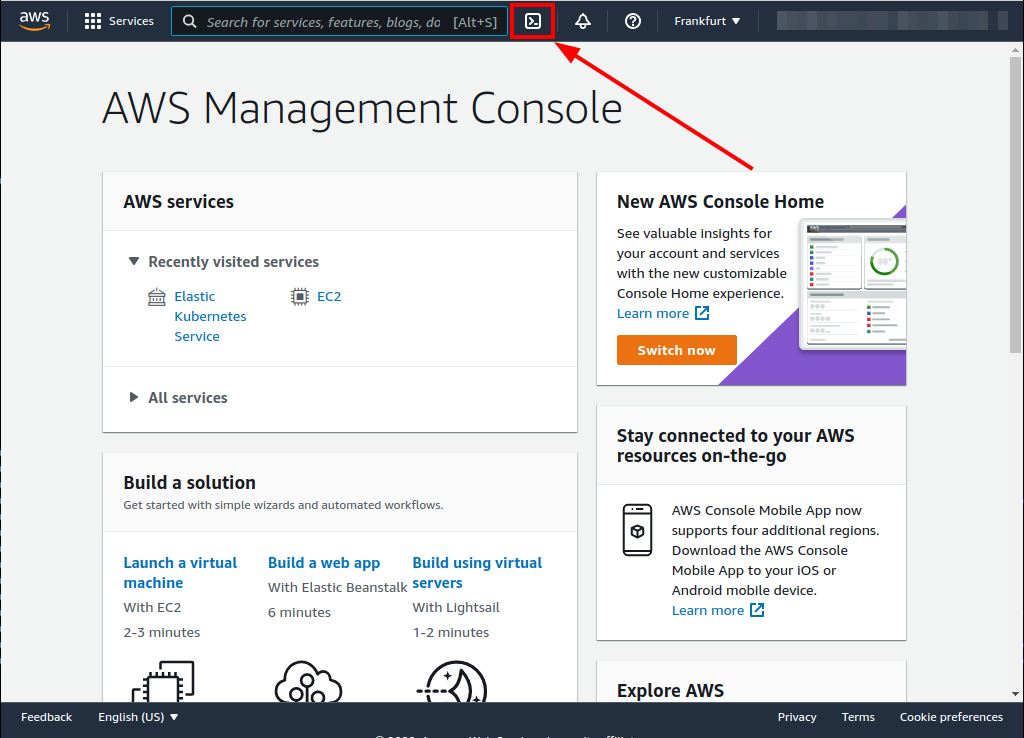 aws
Services
Search for services, features, blogs, do [Alt+S]
Frankfurt
AWS Management Console
AWS services
Recently visited services
Elastic
Kubernetes
Service
EC2
All services
New AWS Console Home
See valuable insights for
your account and services
with the new customizable
Console Home experience.
Learn more
Switch now
Stay connected to your AWS
resources on-the-go
AWS Console Mobile App now
supports four additional regions.
Download the AWS Console
Mobile App to your iOS or
Android mobile device.
Learn more
Build a solution
Get started with simple wizards and automated workflows.
Launch a virtual
machine
With EC2
2-3 minutes
Build a web app
With Elastic Beanstalk
6 minutes
Build using virtual
servers
With Lightsail
1-2 minutes
Explore AWS
Feedback
English (US)
Privacy
Terms
Cookie preferences